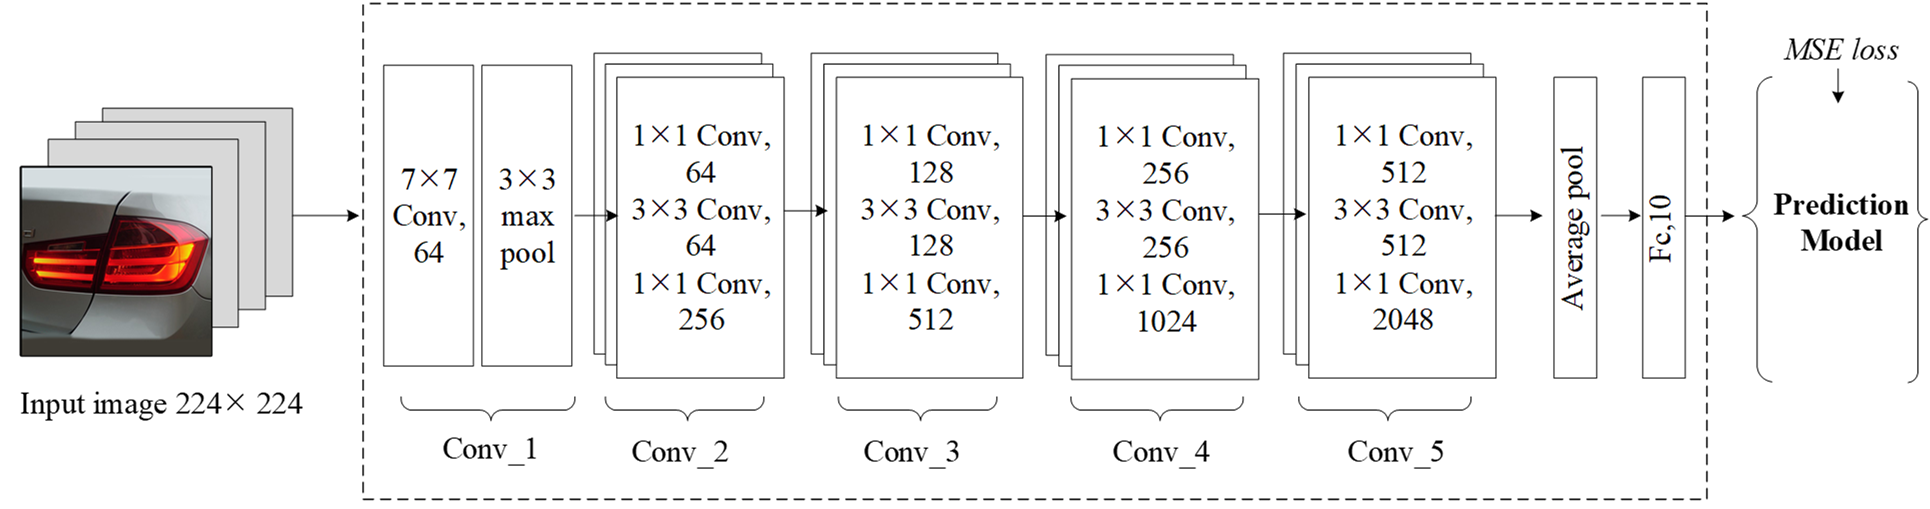 Input image 224× 224
7×7
Conv,
64
3×3
max
pool
Conv_1
1×1 Conv,
64
3×3 Conv,
64
1×1 Conv,
256
Conv_2
1×1 Conv,
128
3×3 Conv,
128
1×1 Conv,
512
Conv_3
1×1 Conv,
256
3×3 Conv,
256
1×1 Conv,
1024
Conv_4
1×1 Conv,
512
3×3 Conv,
512
1×1 Conv,
2048
Conv_5
Average pool
Fc,10
MSE loss
Prediction
Model